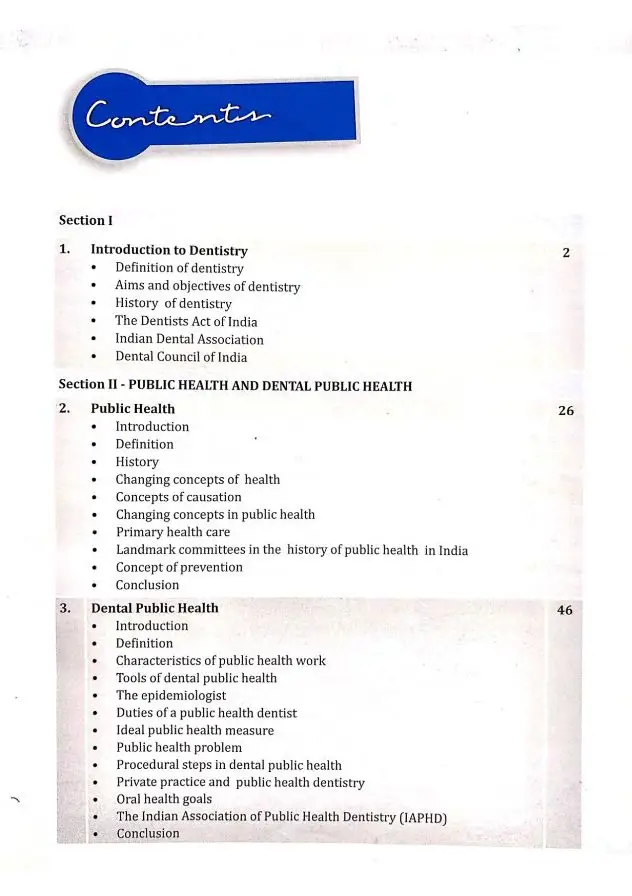 Contents
Section I
1. Introduction to Dentistry 2
• Definition of dentistry
• Aims and objectives of dentistry
• History of dentistry
• The Dentists Act of India
• Indian Dental Association
• Dental Council of India
Section II - PUBLIC HEALTH AND DENTAL PUBLIC HEALTH
2. Public Health 26
• Introduction
• Definition
• History
• Changing concepts of health
• Concepts of causation
• Changing concepts in public health
• Primary health care
• Landmark committees in the history of public health in India
• Concept of prevention
• Conclusion
3. Dental Public Health 46
• Introduction
• Definition
• Characteristics of public health work
• Tools of dental public health
• The epidemiologist
• Duties of a public health dentist
• Ideal public health measure
• Public health problem
• Procedural steps in dental public health
• Private practice and public health dentistry
• Oral health goals
• The Indian Association of Public Health Dentistry (IAPHD)
• Conclusion